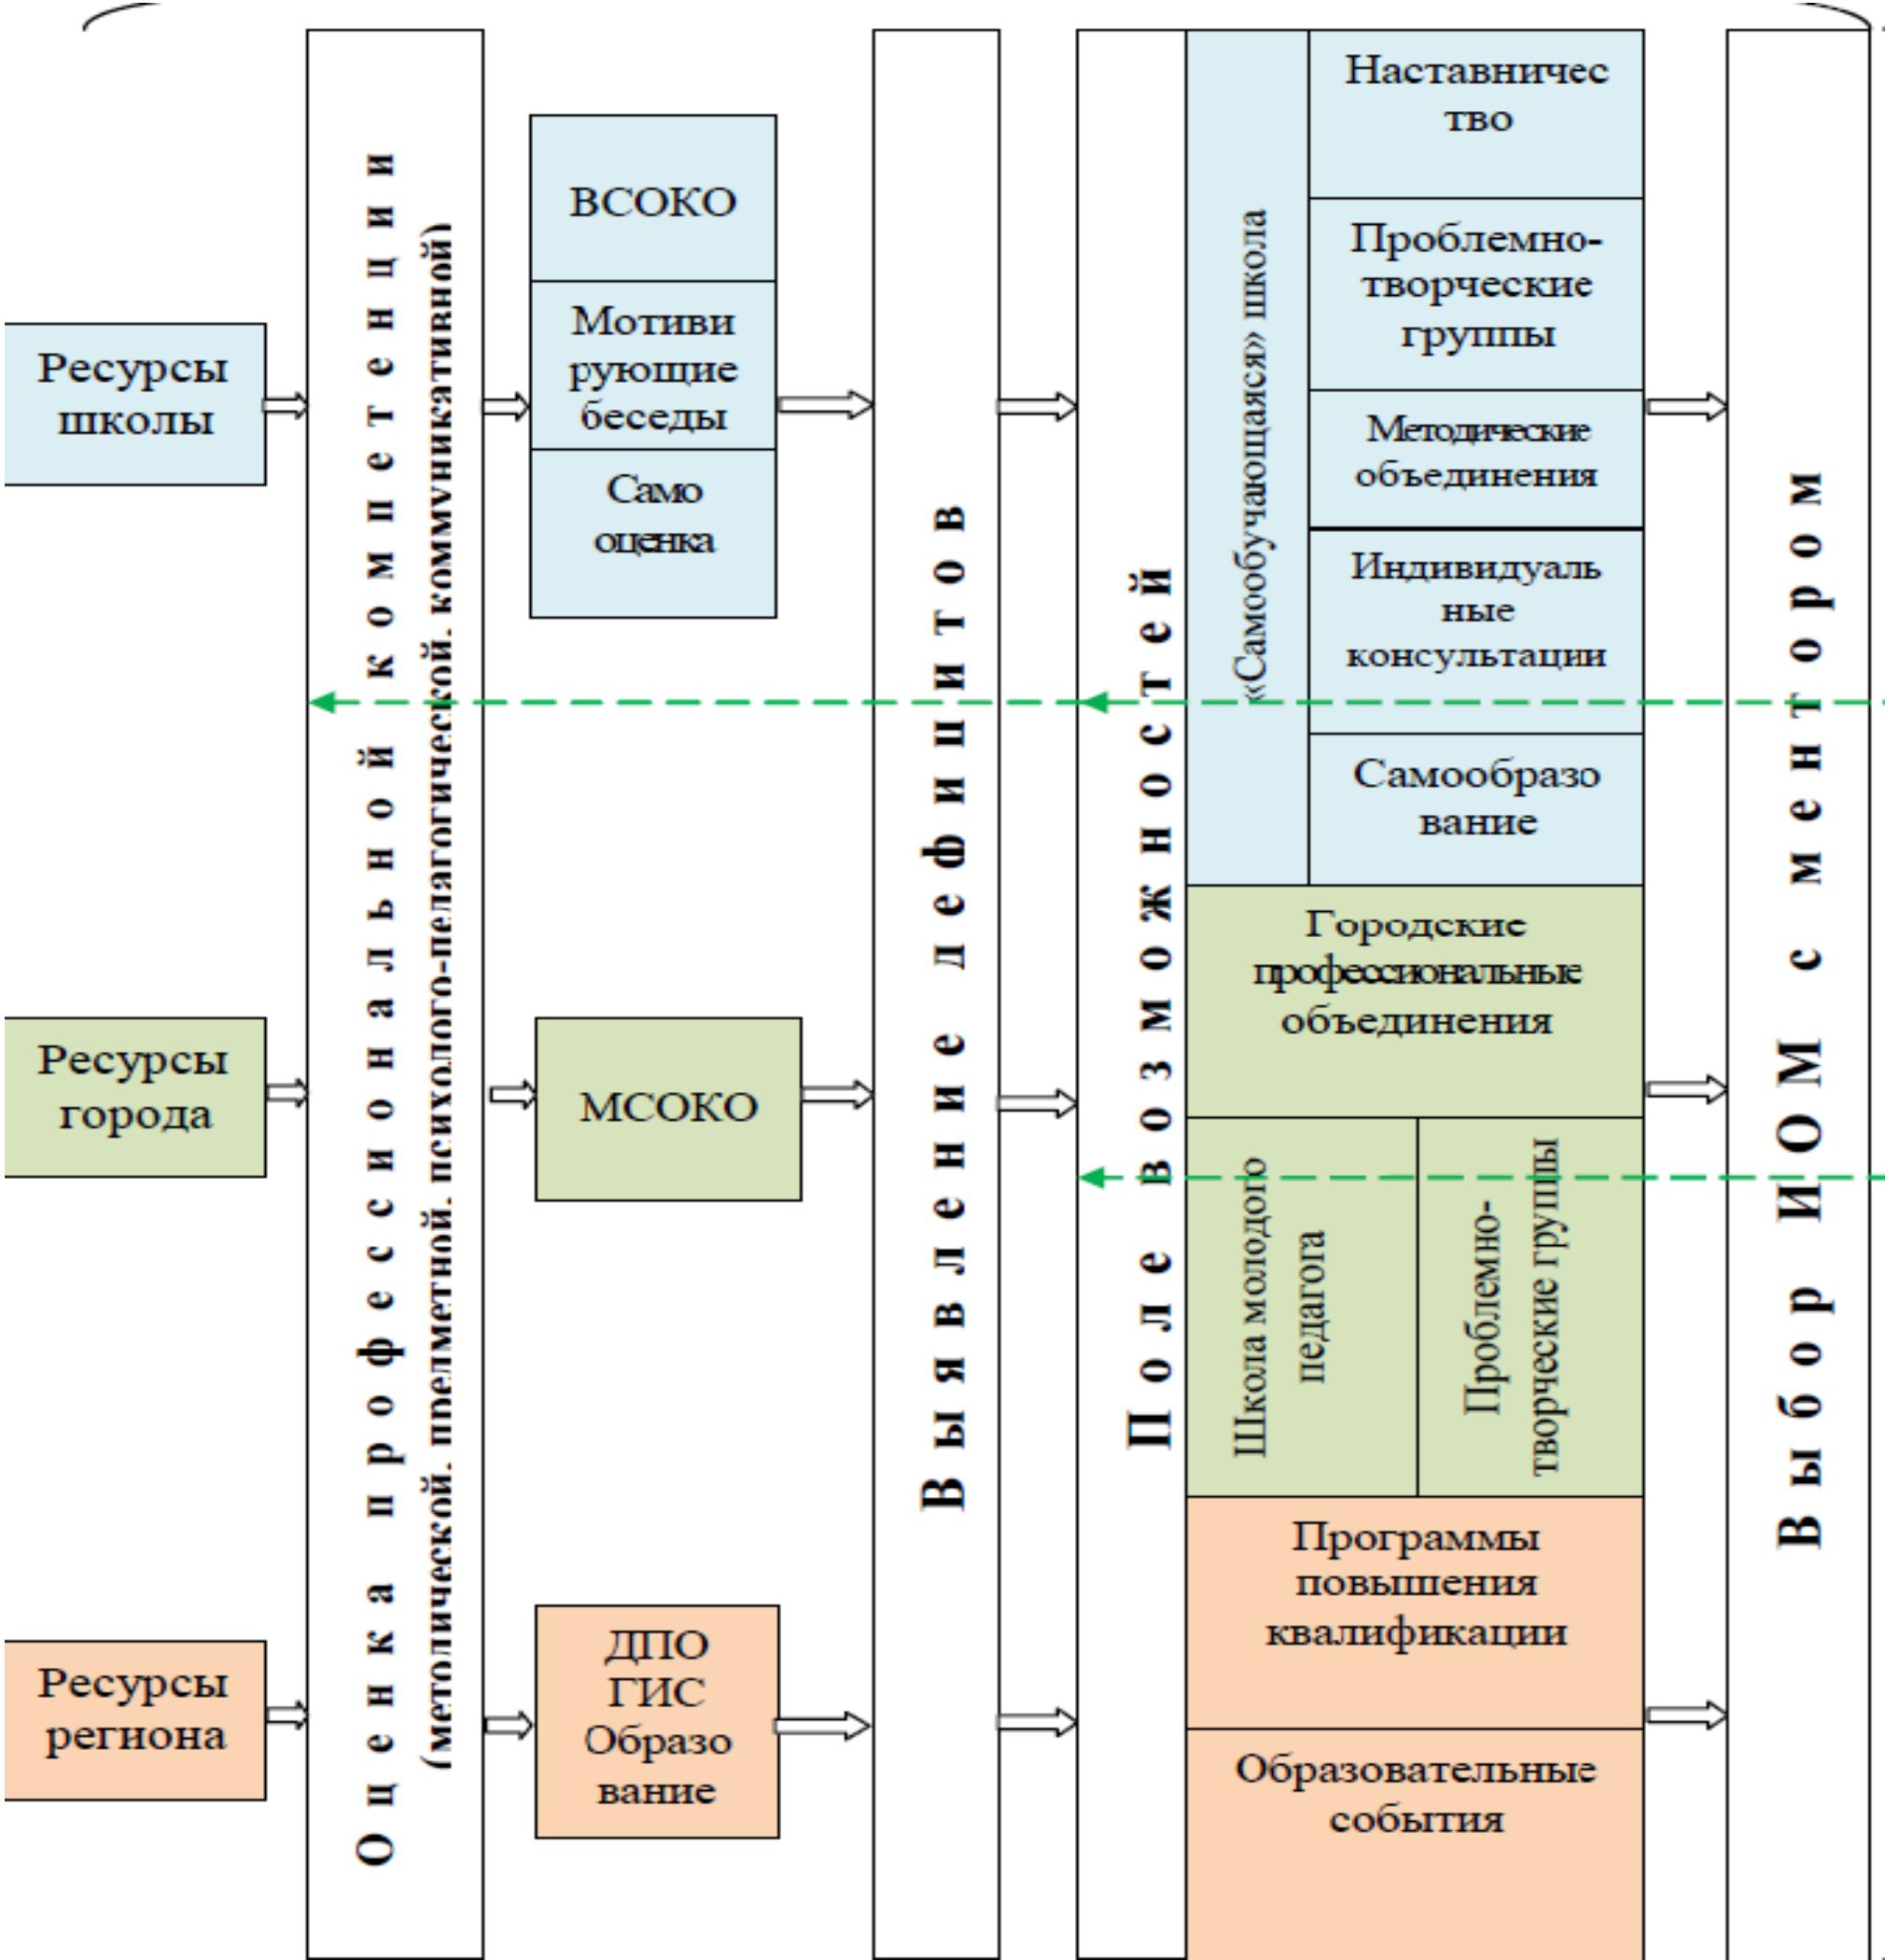 Ресурсы
школы
Ресурсы
города
Ресурсы
региона
Оценка профессиональной компетенции
(методической, предметной, психолого-педагогической, коммуникативной)
ВСОКО
Мотиви
рующие
беседы
Само
оценка
МСОКО
ДПО
ГИС
Образо
вание
Выявление дефицитов
Поле возможностей
«Самообучающаяся» школа
Наставничес
тво
Проблемно-
творческие
группы
Методические
объединения
Индивидуаль
ные
консультации
Самообразо
вание
Городские
профессиональные
объединения
Школа молодого
педагога
Проблемно-
творческие группы
Программы
повышения
квалификации
Образовательные
события
Выбор ИОМ с ментором